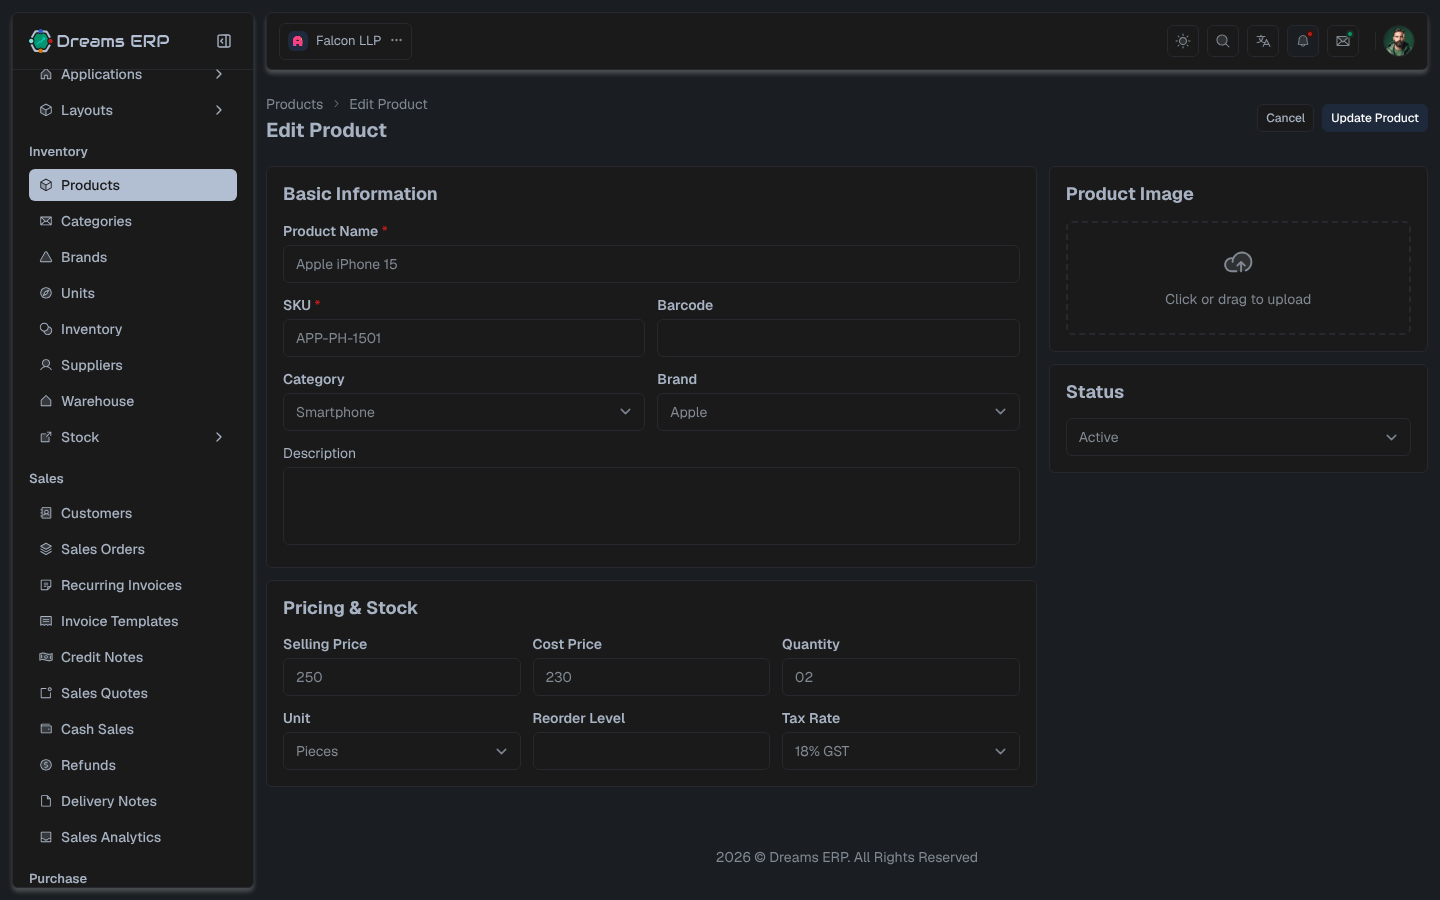 Dreams ERP
Applications
Layouts
Inventory
Products
Categories
Brands
Units
Inventory
Suppliers
Warehouse
Stock
Sales
Customers
Sales Orders
Recurring Invoices
Invoice Templates
Credit Notes
Sales Quotes
Cash Sales
Refunds
Delivery Notes
Sales Analytics
Purchase
Falcon LLP
Products > Edit Product
Edit Product
Cancel
Update Product
Basic Information
Product Name *
Apple iPhone 15
SKU * Barcode
APP-PH-1501
Category Brand
Smartphone Apple
Description
Pricing & Stock
Selling Price Cost Price Quantity
250 230 02
Unit Reorder Level Tax Rate
Pieces 18% GST
Product Image
Click or drag to upload
Status
Active
2026 © Dreams ERP. All Rights Reserved